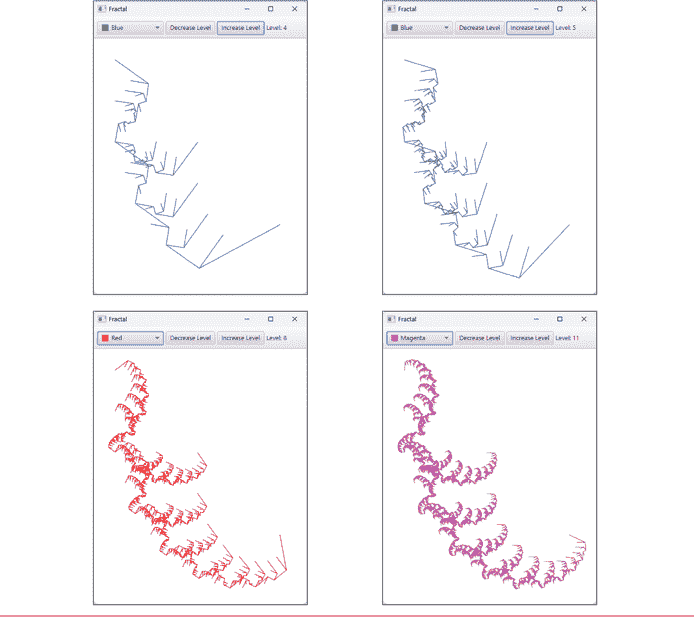 Fractal
Blue Decrease Level Increase Level Level: 4
Fractal
Blue Decrease Level Increase Level Level: 5
Fractal
Red Decrease Level Increase Level Level: 8
Fractal
Magenta Decrease Level Increase Level Level: 11